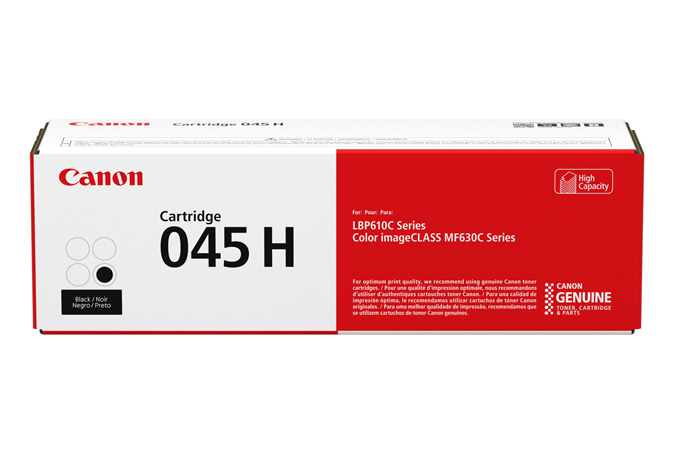 Canon Cartridge 045 H
Canon
High
Capacity
Cartridge
045 H
For: Pour: Para:
LBP610C Series
Color imageCLASS MF630C Series
Black / Noir
Negro / Preto
For optimum print quality, we recommend using genuine Canon toner
cartridges. / Pour une qualité d'impression optimale, nous recommandons
d'utiliser d'authentiques cartouches toner Canon. / Para una calidad de
impresión óptima, le recomendamos utilizar cartuchos de toner Canon
originales. / Para uma melhor qualidade de impressão, recomendamos que
se utilizem cartuchos do toner Canon genuínos.
CANON
GENUINE
TONER, CARTRIDGE
& PARTS